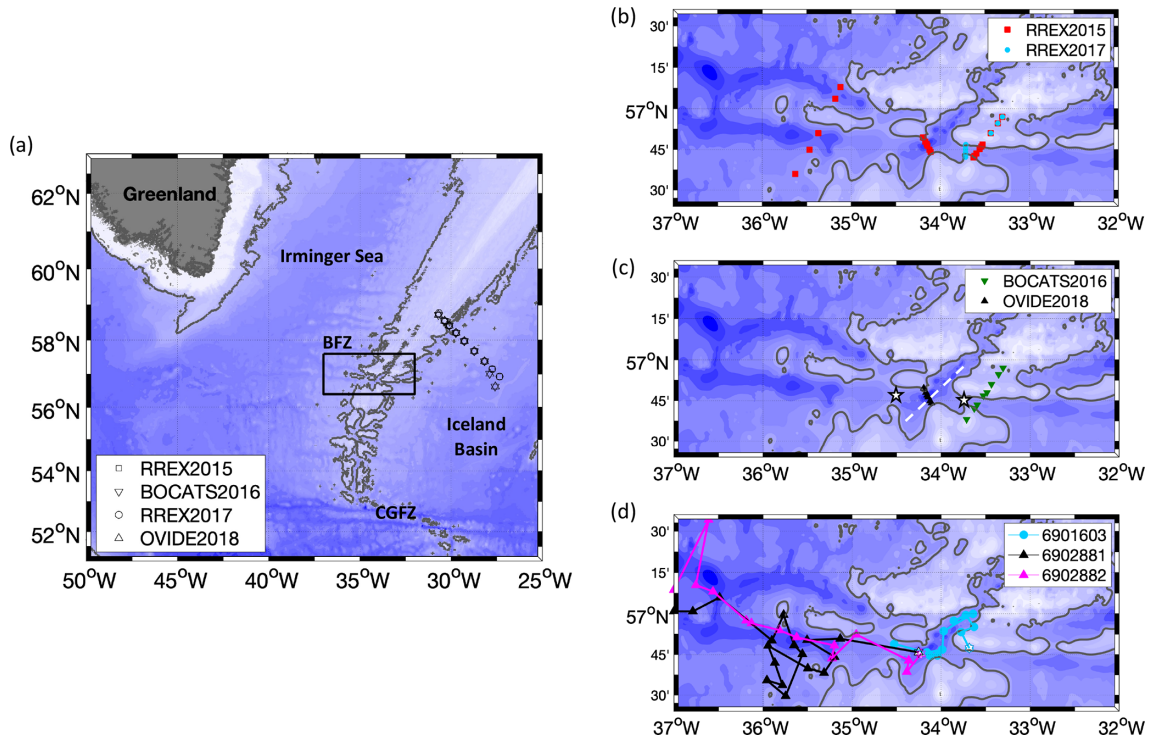 (a)
62°N
60°N
58°N
56°N
54°N
52°N
50°W
45°W
40°W
35°W
30°W
25°W
Greenland
Irminger Sea
BFZ
Iceland
Basin
CGFZ
RREX2015
BOCATS2016
RREX2017
OVIDE2018
(b)
30'
15'
57°N
45'
30'
37°W
36°W
35°W
34°W
33°W
32°W
RREX2015
RREX2017
(c)
30'
15'
57°N
45'
30'
37°W
36°W
35°W
34°W
33°W
32°W
BOCATS2016
OVIDE2018
(d)
30'
15'
57°N
45'
30'
37°W
36°W
35°W
34°W
33°W
32°W
6901603
6902881
6902882